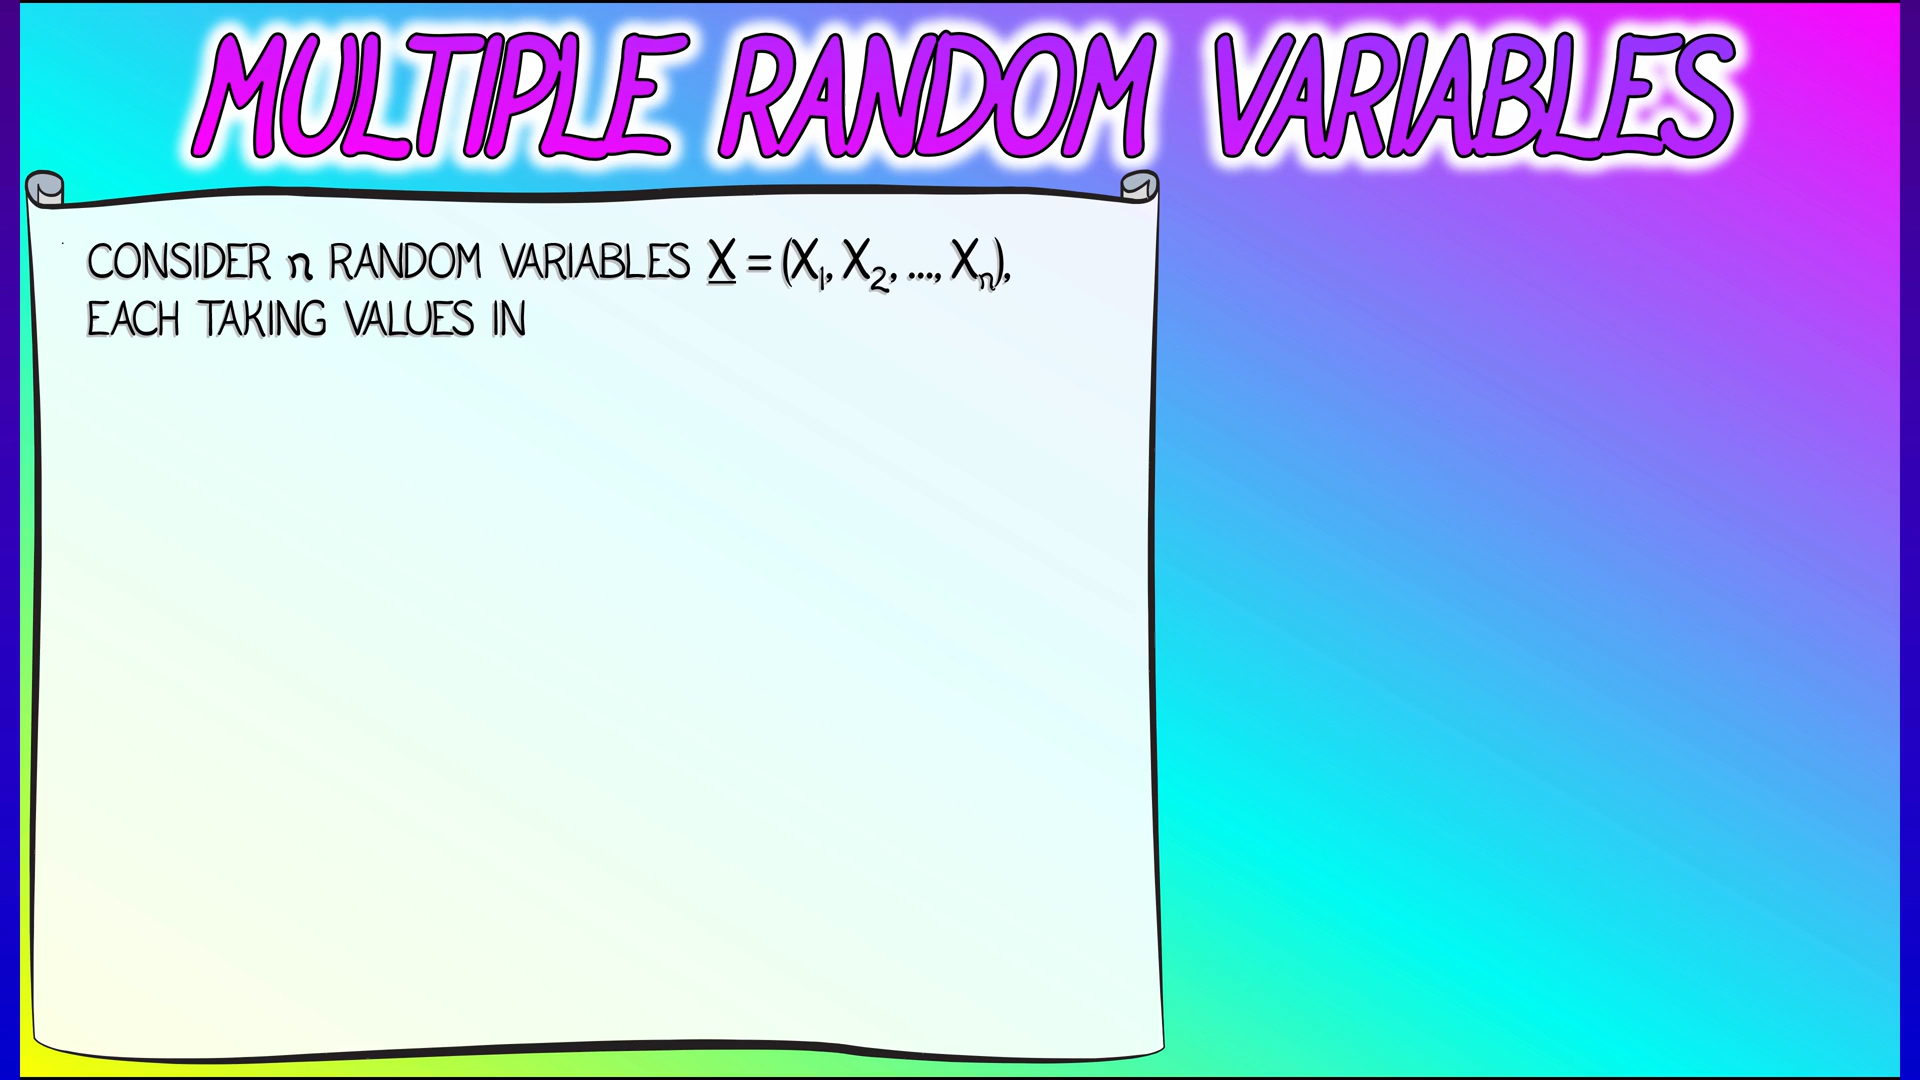 MULTIPLE RANDOM VARIABLES
CONSIDER n RANDOM VARIABLES X = (X₁, X₂, ..., Xₙ),
EACH TAKING VALUES IN